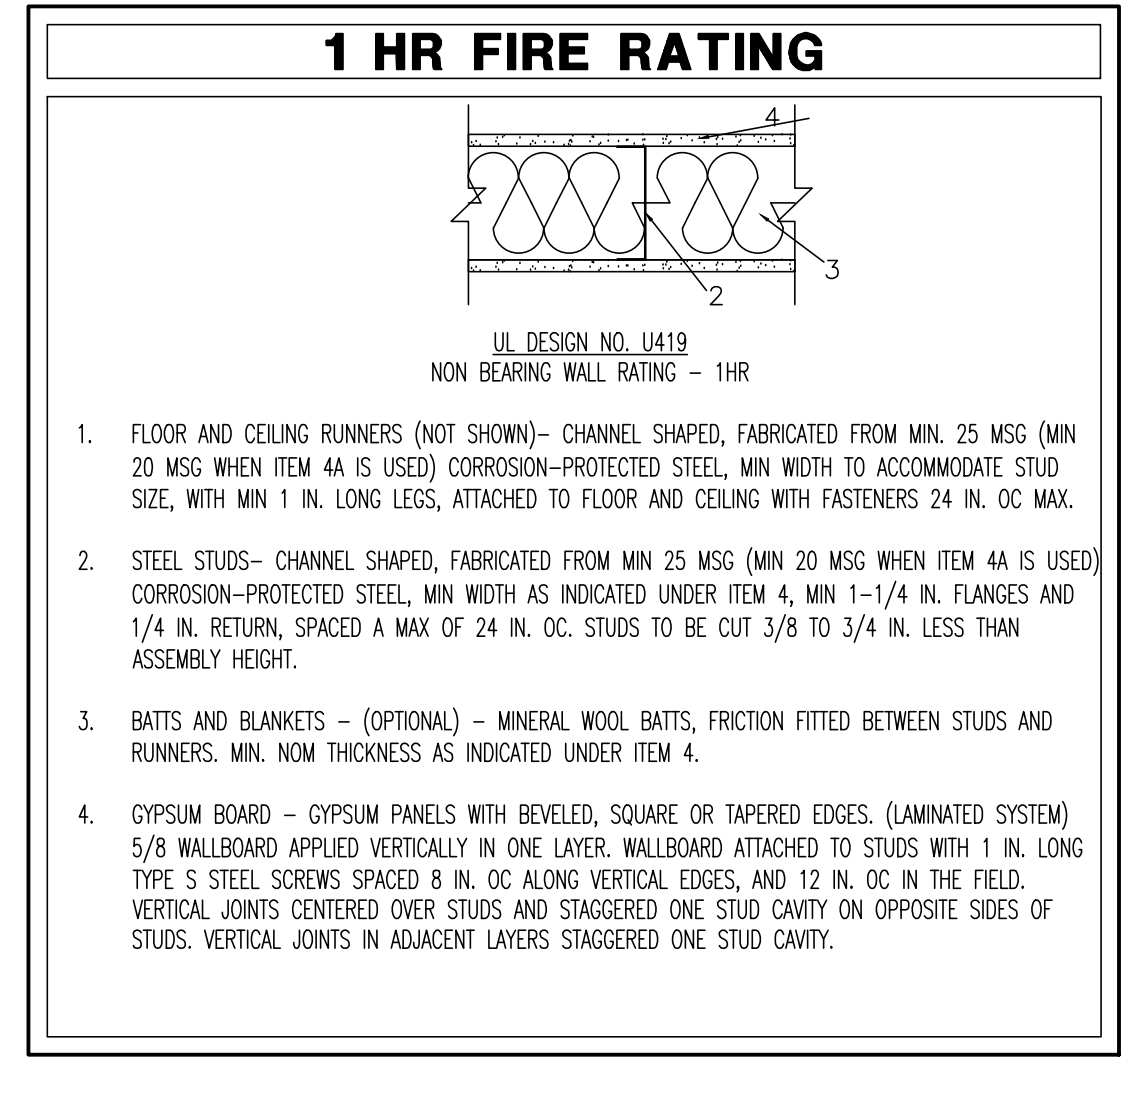 1 HR FIRE RATING
4
3
2
UL DESIGN NO. U419
NON BEARING WALL RATING – 1HR
1. FLOOR AND CEILING RUNNERS (NOT SHOWN)– CHANNEL SHAPED, FABRICATED FROM MIN. 25 MSG (MIN
20 MSG WHEN ITEM 4A IS USED) CORROSION–PROTECTED STEEL, MIN WIDTH TO ACCOMMODATE STUD
SIZE, WITH MIN 1 IN. LONG LEGS, ATTACHED TO FLOOR AND CEILING WITH FASTENERS 24 IN. OC MAX.
2. STEEL STUDS– CHANNEL SHAPED, FABRICATED FROM MIN 25 MSG (MIN 20 MSG WHEN ITEM 4A IS USED)
CORROSION–PROTECTED STEEL, MIN WIDTH AS INDICATED UNDER ITEM 4, MIN 1–1/4 IN. FLANGES AND
1/4 IN. RETURN, SPACED A MAX OF 24 IN. OC. STUDS TO BE CUT 3/8 TO 3/4 IN. LESS THAN
ASSEMBLY HEIGHT.
3. BATTS AND BLANKETS – (OPTIONAL) – MINERAL WOOL BATTS, FRICTION FITTED BETWEEN STUDS AND
RUNNERS. MIN. NOM THICKNESS AS INDICATED UNDER ITEM 4.
4. GYPSUM BOARD – GYPSUM PANELS WITH BEVELED, SQUARE OR TAPERED EDGES. (LAMINATED SYSTEM)
5/8 WALLBOARD APPLIED VERTICALLY IN ONE LAYER. WALLBOARD ATTACHED TO STUDS WITH 1 IN. LONG
TYPE S STEEL SCREWS SPACED 8 IN. OC ALONG VERTICAL EDGES, AND 12 IN. OC IN THE FIELD.
VERTICAL JOINTS CENTERED OVER STUDS AND STAGGERED ONE STUD CAVITY ON OPPOSITE SIDES OF
STUDS. VERTICAL JOINTS IN ADJACENT LAYERS STAGGERED ONE STUD CAVITY.